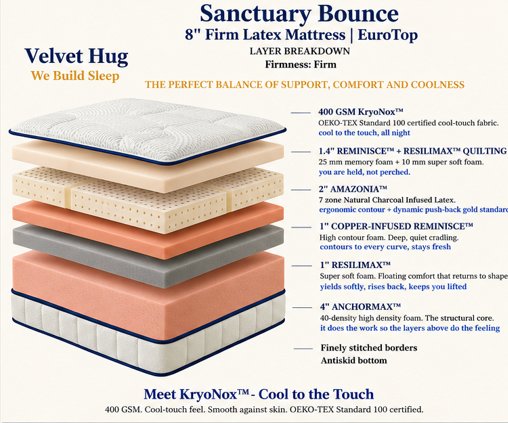 Sanctuary Bounce
8" Firm Latex Mattress | EuroTop
LAYER BREAKDOWN
Firmness: Firm
Velvet Hug
We Build Sleep
THE PERFECT BALANCE OF SUPPORT, COMFORT AND COOLNESS
400 GSM KryoNox™
OEKO-TEX Standard 100 certified cool-touch fabric.
cool to the touch, all night
1.4" REMINISCE™ + RESILIMAX™ QUILTING
25 mm memory foam + 10 mm super soft foam.
you are held, not perched.
2" AMAZONIA™
7 zone Natural Charcoal Infused Latex.
ergonomic contour + dynamic push-back gold standard
1" COPPER-INFUSED REMINISCE™
High contour foam. Deep, quiet cradling.
contours to every curve, stays fresh
1" RESILIMAX™
Super soft foam. Floating comfort that returns to shape
yields softly, rises back, keeps you lifted
4" ANCHORMAX™
40-density high density foam. The structural core.
it does the work so the layers above do the feeling
Finely stitched borders
Antiskid bottom
Meet KryoNox™ - Cool to the Touch
400 GSM. Cool-touch feel. Smooth against skin. OEKO-TEX Standard 100 certified.